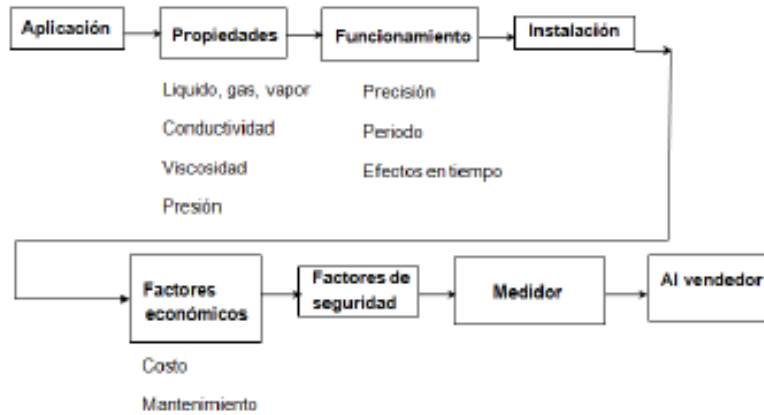 Aplicación
Propiedades
Funcionamiento
Instalación
Liquido, gas, vapor
Conductividad
Viscosidad
Presión
Precisión
Periodo
Efectos en tiempo
Factores
económicos
Factores de
seguridad
Medidor
Al vendedor
Costo
Mantenimiento